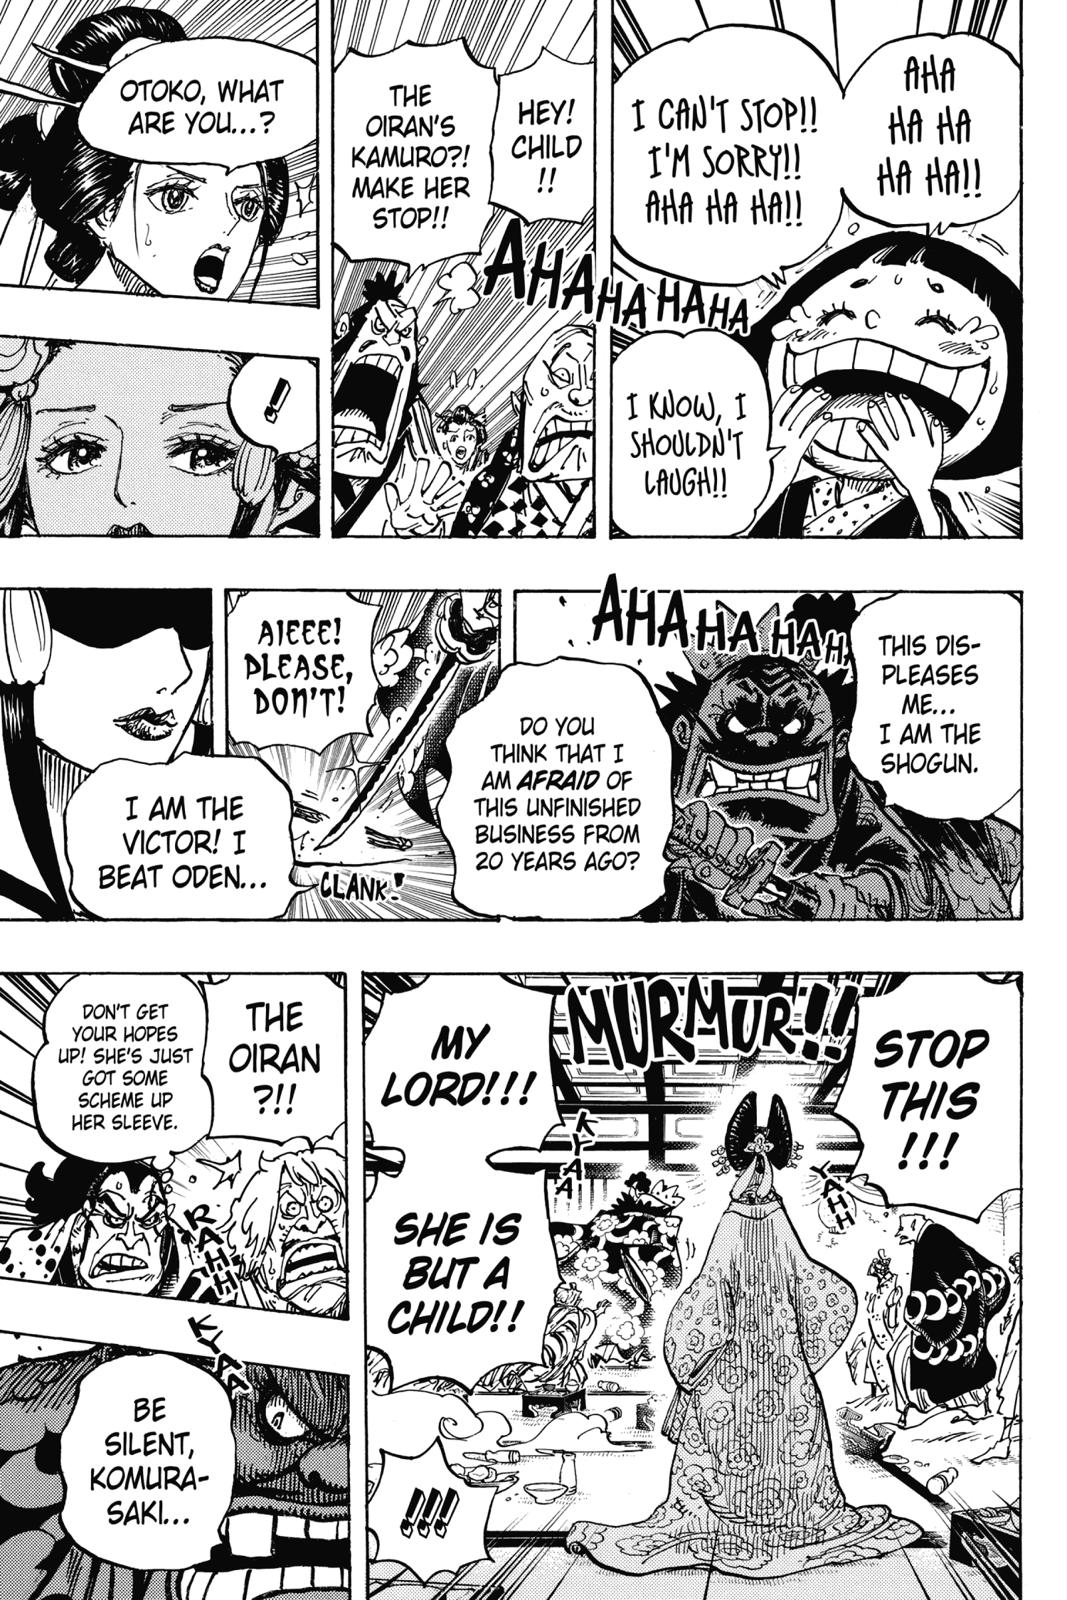 AHA
HA HA
HA HA!!
I CAN'T STOP!!
I'M SORRY!!
AHA HA HA!!
I KNOW, I
SHOULDN'T
LAUGH!!
AHAHAHAHAHA
HEY!
CHILD
!!
THE
OIRAN'S
KAMURO?!
MAKE HER
STOP!!
OTOKO, WHAT
ARE YOU...?
!!
THIS DIS-
PLEASES
ME...
I AM THE
SHOGUN.
AHAHAHAHA
DO YOU
THINK THAT I
AM AFRAID OF
THIS UNFINISHED
BUSINESS FROM
20 YEARS AGO?
AIEEE!
PLEASE,
DON'T!
CLANK!
I AM THE
VICTOR! I
BEAT ODEN...
STOP
THIS
!!!
MURMUR!!
MY
LORD!!!
KYAA
UAHH
SHE IS
BUT A
CHILD!!
!!!
THE
OIRAN
?!!
DON'T GET
YOUR HOPES
UP! SHE'S JUST
GOT SOME
SCHEME UP
HER SLEEVE.
RAHHH
KYAA
BE
SILENT,
KOMURA-
SAKI...